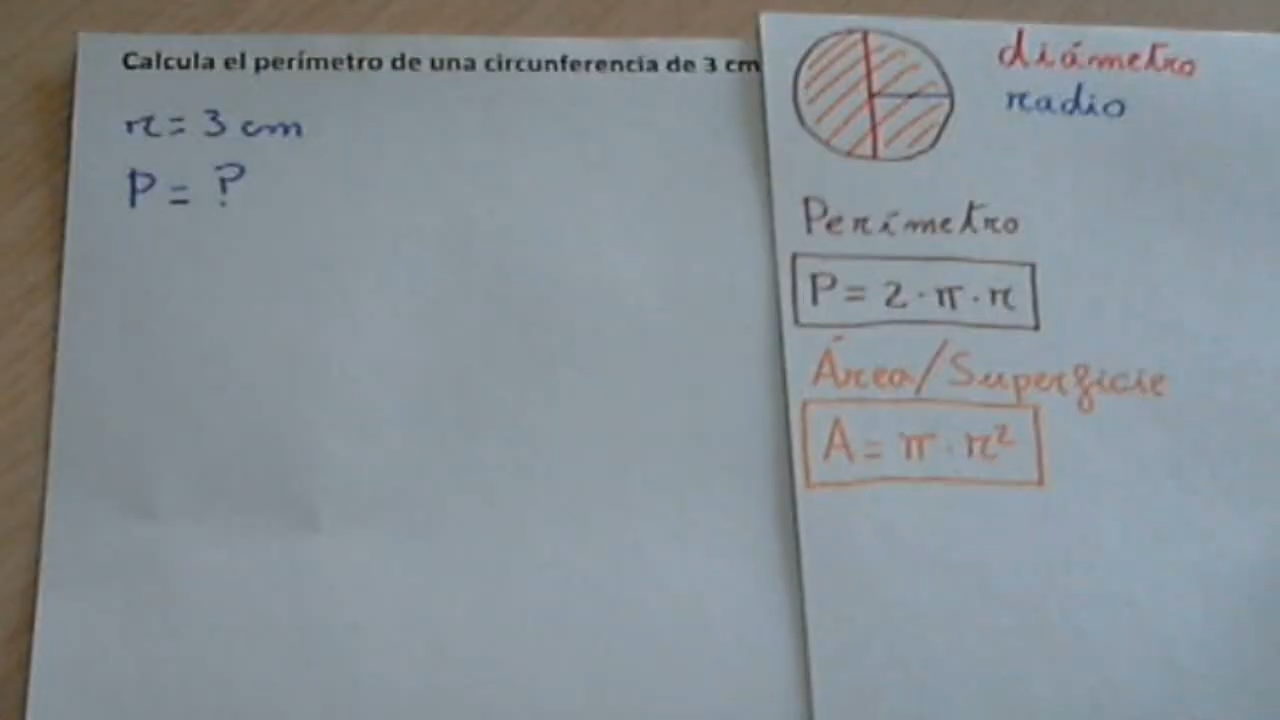 Calcula el perímetro de una circunferencia de 3 cm
r = 3 cm
P = ?
diámetro
radio
Perímetro
P = 2 · π · r
Área/Superficie
A = π · r²